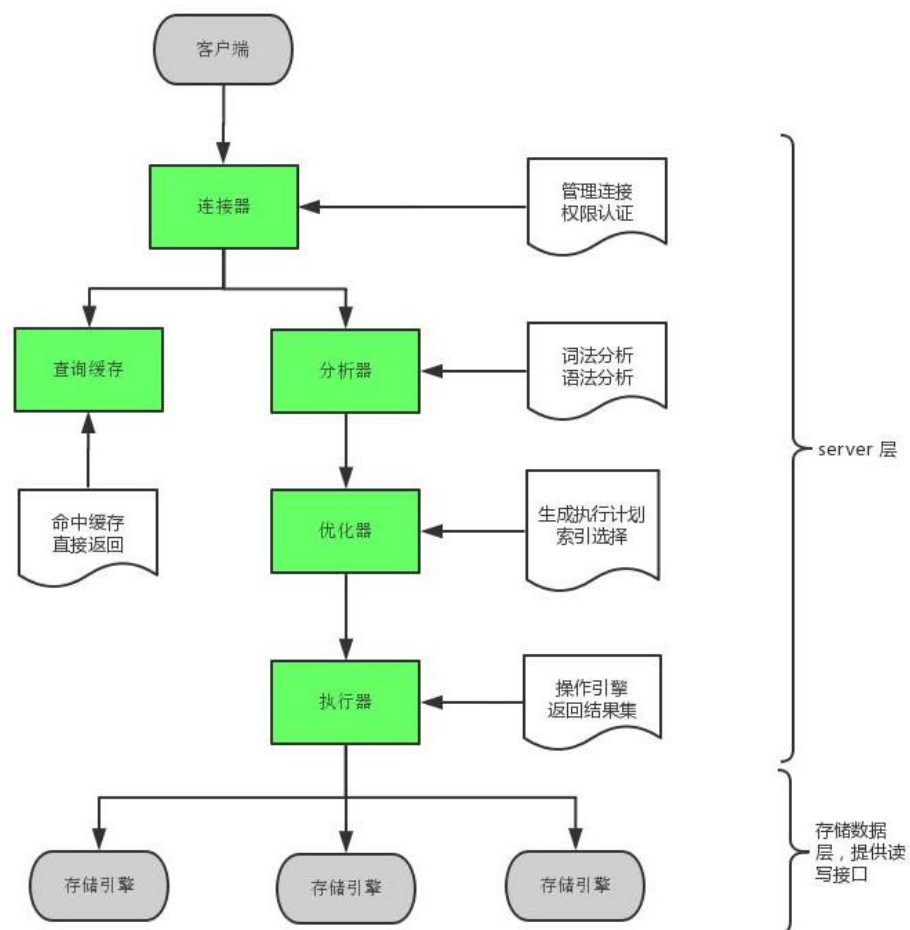 客户端
连接器
管理连接
权限认证
查询缓存
分析器
词法分析
语法分析
server 层
命中缓存
直接返回
优化器
生成执行计划
索引选择
执行器
操作引擎
返回结果集
存储引擎
存储引擎
存储引擎
存储数据
层，提供读
写接口